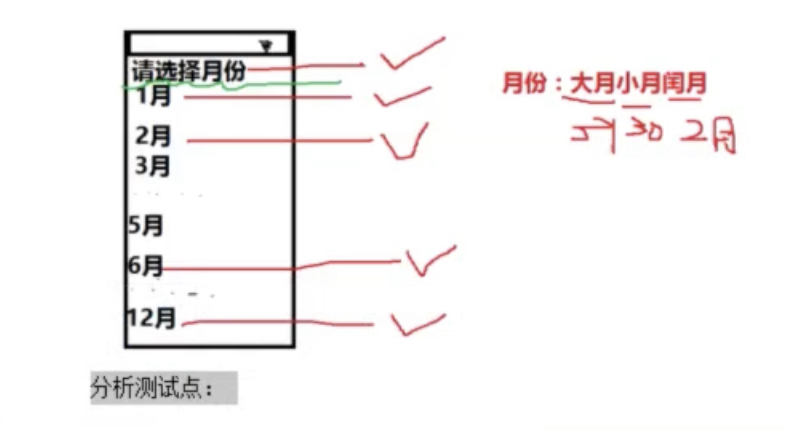 请选择月份
1月
2月
3月
5月
6月
12月
月份：大月小月闰月
31 30 2月
分析测试点：